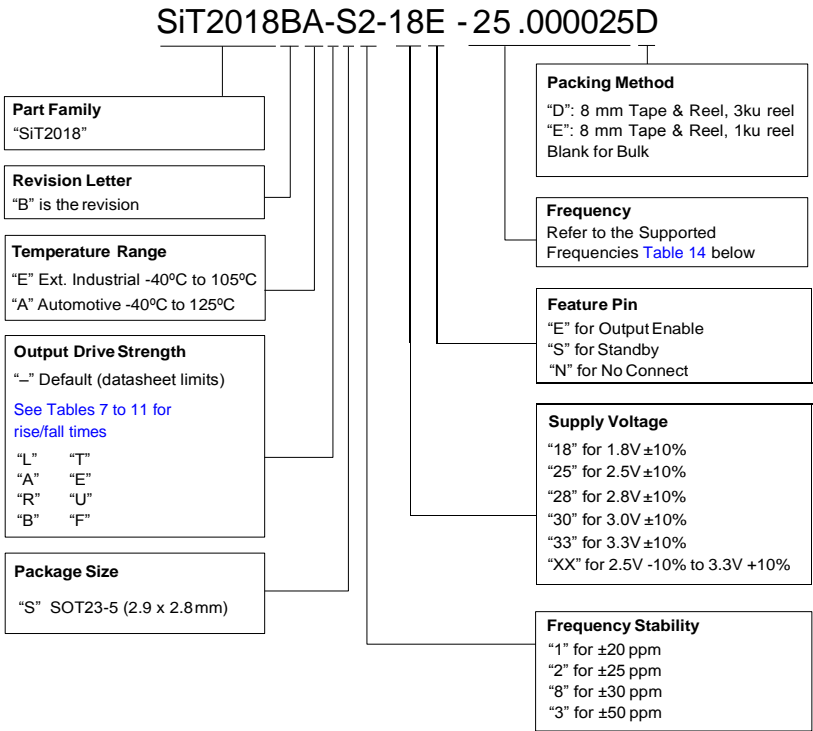 SiT2018BA-S2-18E -25.000025D
Part Family
“SiT2018”
Revision Letter
“B” is the revision
Temperature Range
“E” Ext. Industrial -40ºC to 105ºC
“A” Automotive -40ºC to 125ºC
Output Drive Strength
“–” Default (datasheet limits)
See Tables 7 to 11 for
rise/fall times
“L” “T”
“A” “E”
“R” “U”
“B” “F”
Package Size
“S” SOT23-5 (2.9 x 2.8mm)
Packing Method
“D”: 8 mm Tape & Reel, 3ku reel
“E”: 8 mm Tape & Reel, 1ku reel
Blank for Bulk
Frequency
Refer to the Supported
Frequencies Table 14 below
Feature Pin
“E” for Output Enable
“S” for Standby
“N” for No Connect
Supply Voltage
“18” for 1.8V ±10%
“25” for 2.5V ±10%
“28” for 2.8V ±10%
“30” for 3.0V ±10%
“33” for 3.3V ±10%
“XX” for 2.5V -10% to 3.3V +10%
Frequency Stability
“1” for ±20 ppm
“2” for ±25 ppm
“8” for ±30 ppm
“3” for ±50 ppm